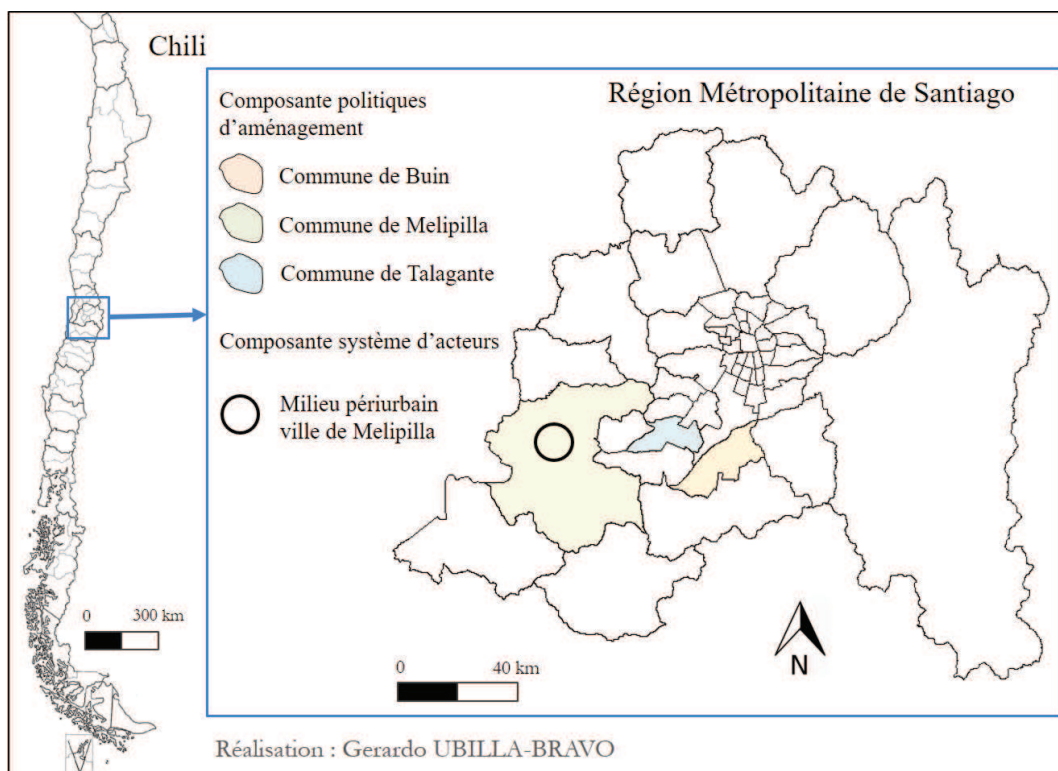 Chili
Région Métropolitaine de Santiago
Composante politiques
d'aménagement
Commune de Buin
Commune de Melipilla
Commune de Talagante
Composante système d'acteurs
Milieu périurbain
ville de Melipilla
0 300 km
0 40 km
N
Réalisation : Gerardo UBILLA-BRAVO